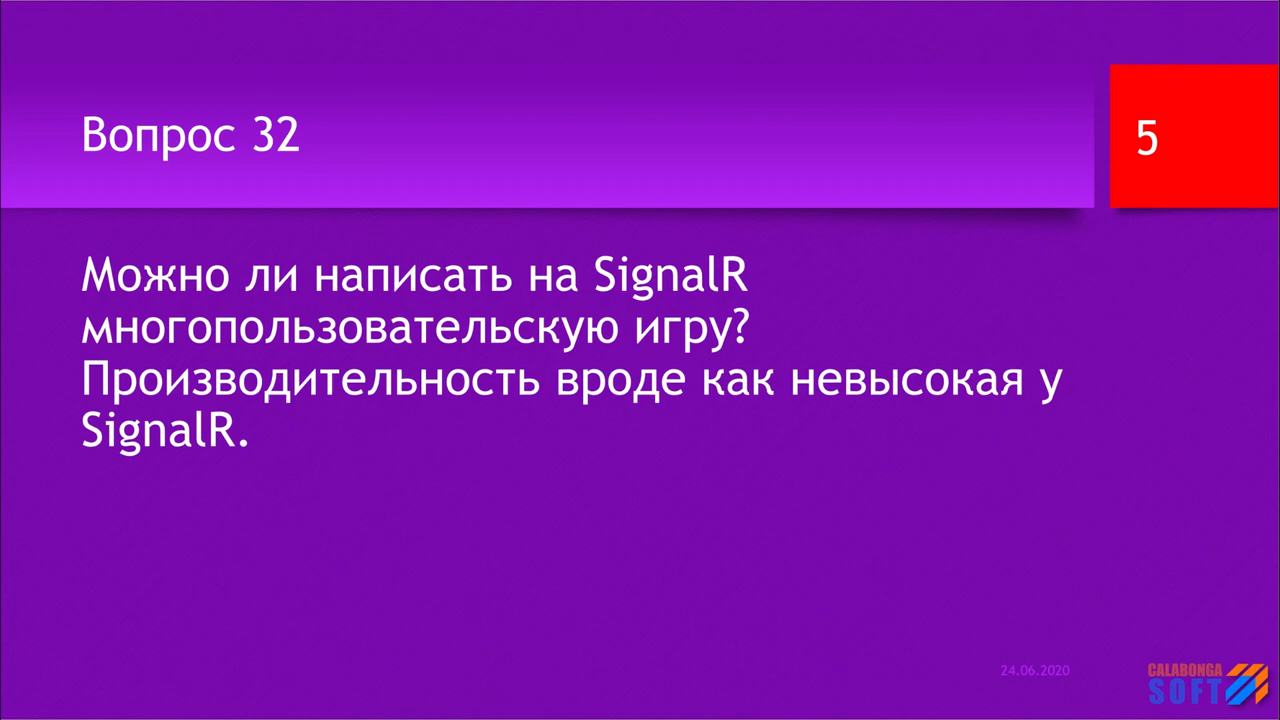 Вопрос 32
5
Можно ли написать на SignalR
многопользовательскую игру?
Производительность вроде как невысокая у
SignalR.
24.06.2020
CALABONGA
SOFT